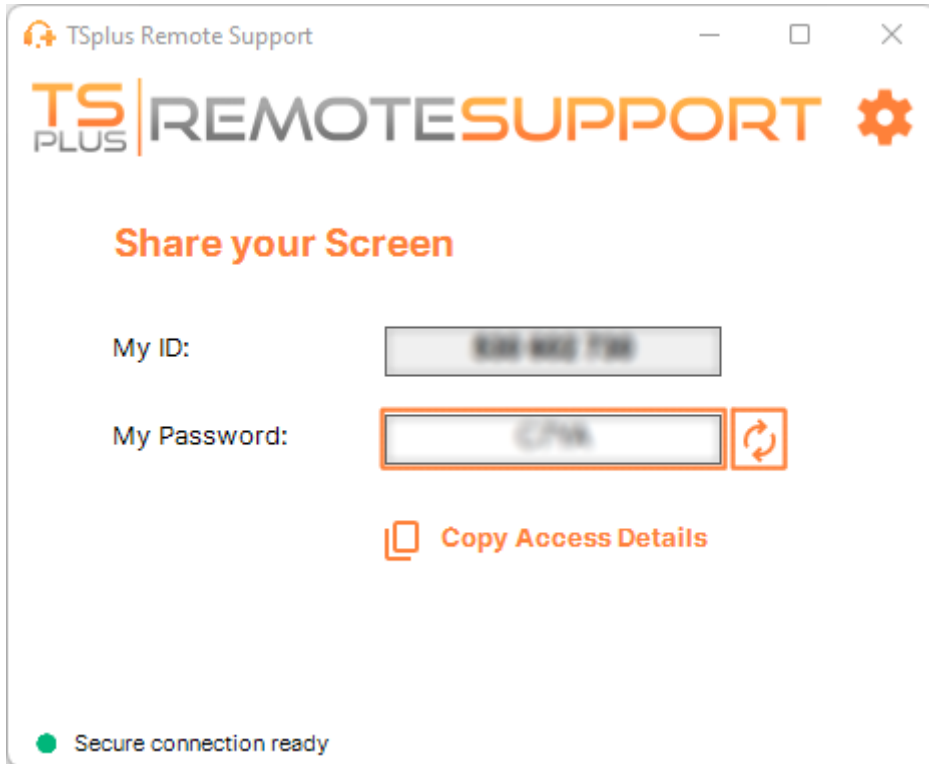 TSplus Remote Support
TS PLUS REMOTESUPPORT
Share your Screen
My ID:
My Password:
Copy Access Details
Secure connection ready